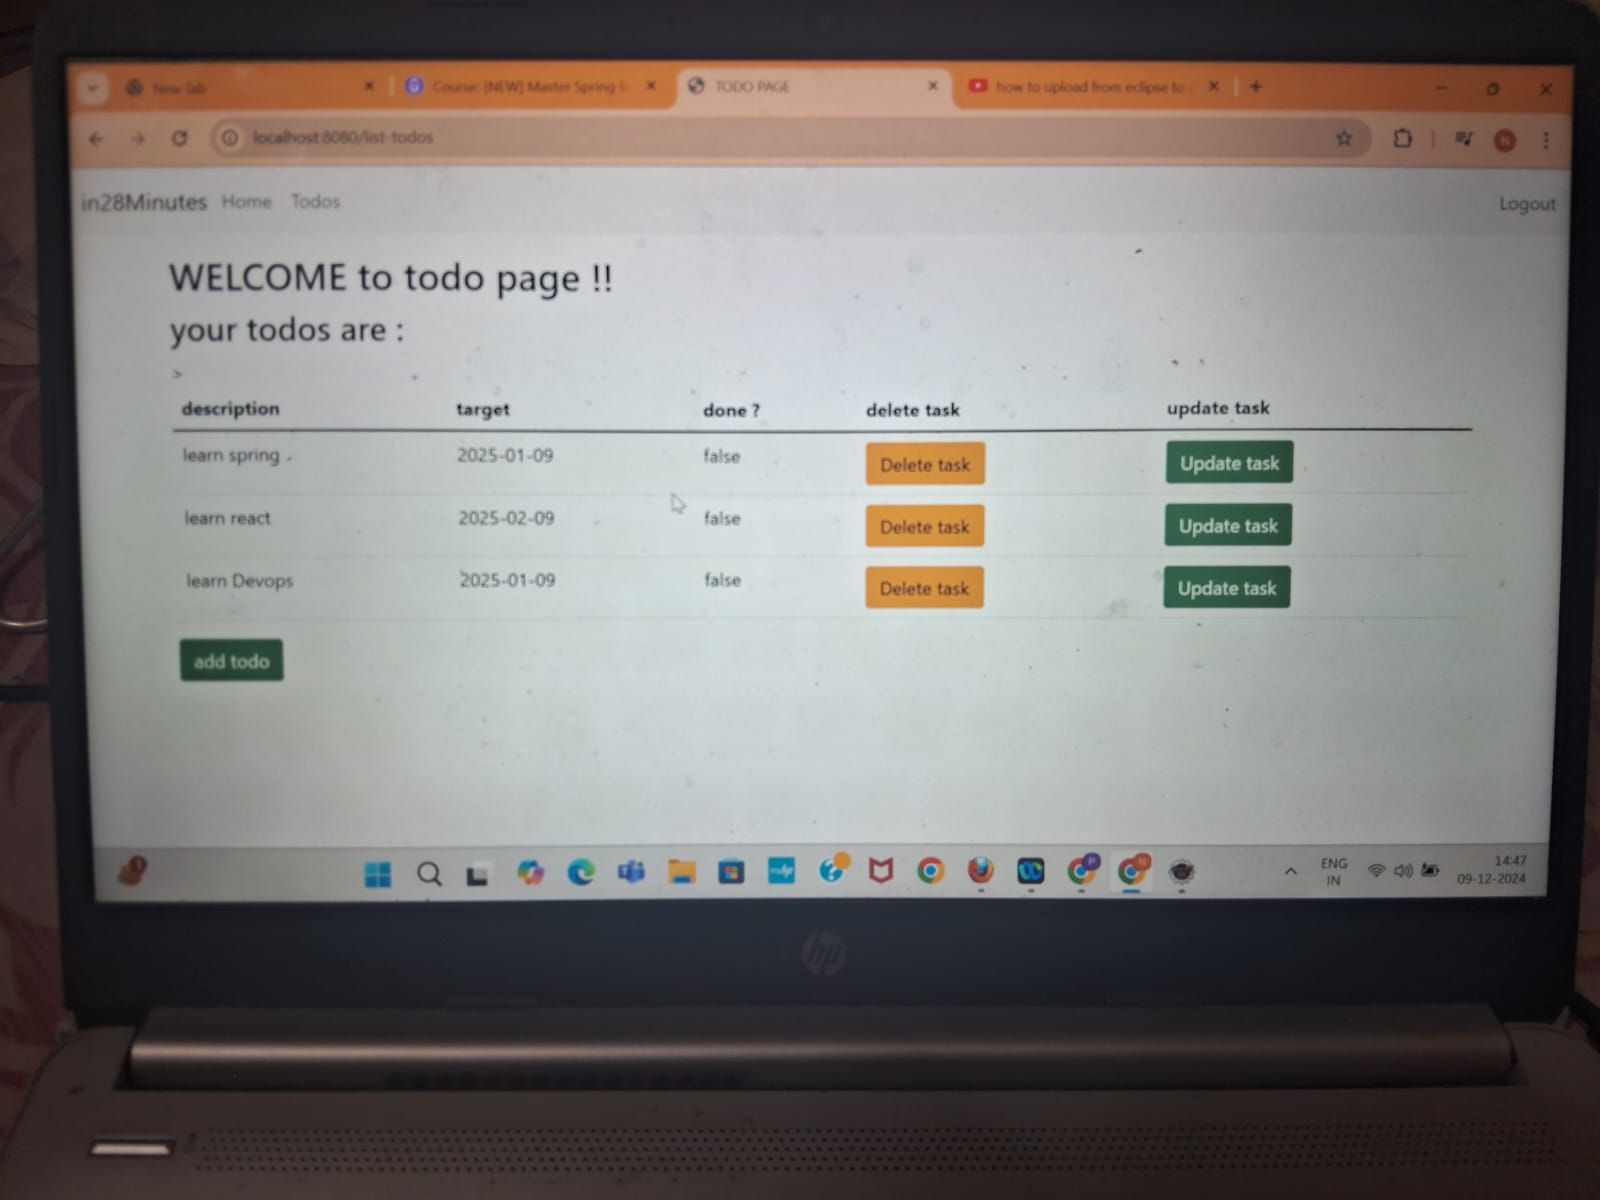 New Tab
Course: [NEW] Master Spring
TODO PAGE
how to upload from eclipse to
localhost:8080/list-todos
N
in28Minutes Home Todos Logout
WELCOME to todo page !!
your todos are :
>
description target done ? delete task update task
learn spring . 2025-01-09 false Delete task Update task
learn react 2025-02-09 false Delete task Update task
learn Devops 2025-01-09 false Delete task Update task
add todo
1
P
N
ENG
IN
14:47
09-12-2024
hp